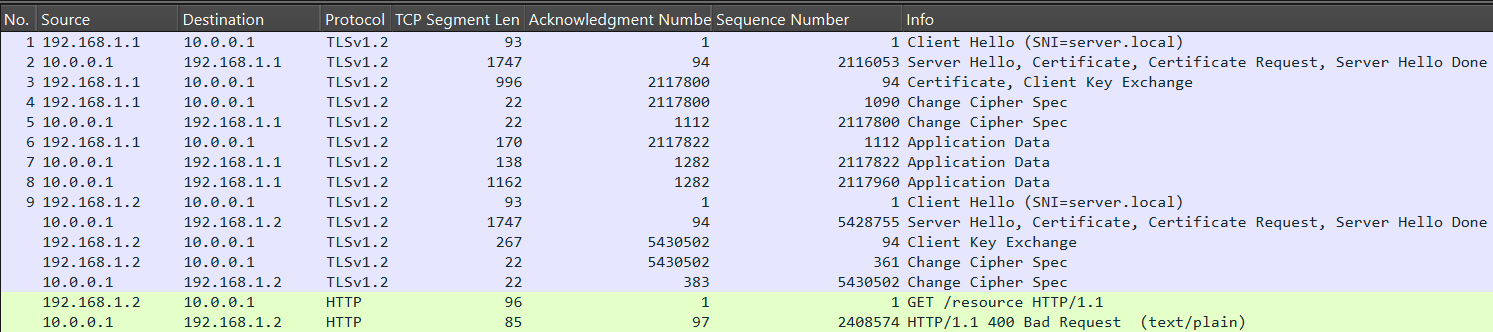 No. Source Destination Protocol TCP Segment Len Acknowledgment Numbe Sequence Number Info
1 192.168.1.1 10.0.0.1 TLSv1.2 93 1 1 Client Hello (SNI=server.local)
2 10.0.0.1 192.168.1.1 TLSv1.2 1747 94 2116053 Server Hello, Certificate, Certificate Request, Server Hello Done
3 192.168.1.1 10.0.0.1 TLSv1.2 996 2117800 94 Certificate, Client Key Exchange
4 192.168.1.1 10.0.0.1 TLSv1.2 22 2117800 1090 Change Cipher Spec
5 10.0.0.1 192.168.1.1 TLSv1.2 22 1112 2117800 Change Cipher Spec
6 192.168.1.1 10.0.0.1 TLSv1.2 170 2117822 1112 Application Data
7 10.0.0.1 192.168.1.1 TLSv1.2 138 1282 2117822 Application Data
8 10.0.0.1 192.168.1.1 TLSv1.2 1162 1282 2117960 Application Data
9 192.168.1.2 10.0.0.1 TLSv1.2 93 1 1 Client Hello (SNI=server.local)
10.0.0.1 192.168.1.2 TLSv1.2 1747 94 5428755 Server Hello, Certificate, Certificate Request, Server Hello Done
192.168.1.2 10.0.0.1 TLSv1.2 267 5430502 94 Client Key Exchange
192.168.1.2 10.0.0.1 TLSv1.2 22 5430502 361 Change Cipher Spec
10.0.0.1 192.168.1.2 TLSv1.2 22 383 5430502 Change Cipher Spec
192.168.1.2 10.0.0.1 HTTP 96 1 1 GET /resource HTTP/1.1
10.0.0.1 192.168.1.2 HTTP 85 97 2408574 HTTP/1.1 400 Bad Request (text/plain)